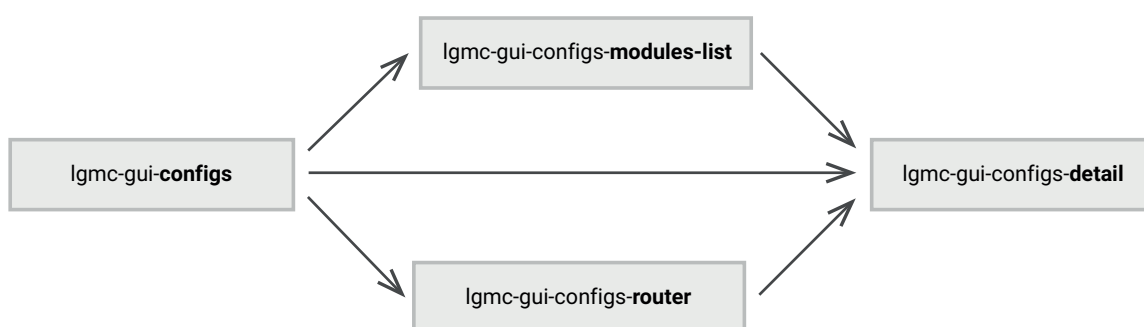 lgmc-gui-configs-modules-list
lgmc-gui-configs
lgmc-gui-configs-detail
lgmc-gui-configs-router